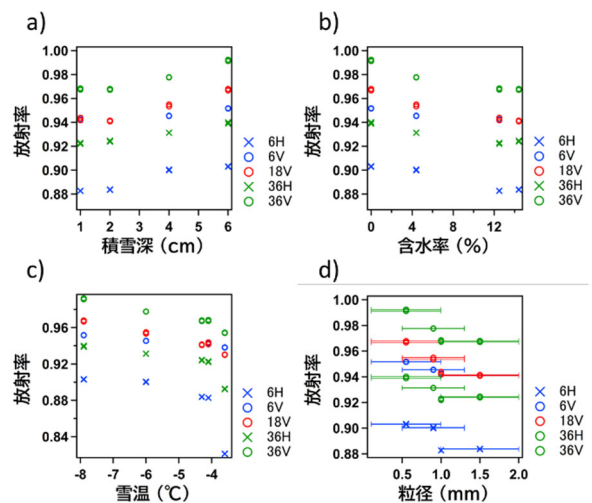 a)
1.00
0.98
0.96
0.94
0.92
0.90
0.88
放射率
1 2 3 4 5 6
積雪深（cm）
6H
6V
18V
36H
36V
b)
1.00
0.98
0.96
0.94
0.92
0.90
0.88
放射率
0 4 8 12
含水率（%）
6H
6V
18V
36H
36V
c)
0.96
0.92
0.88
0.84
放射率
-8 -7 -6 -5 -4
雪温（℃）
6H
6V
18V
36H
36V
d)
1.00
0.98
0.96
0.94
0.92
0.90
0.88
放射率
0.5 1.0 1.5 2.0
粒径（mm）
6H
6V
18V
36H
36V